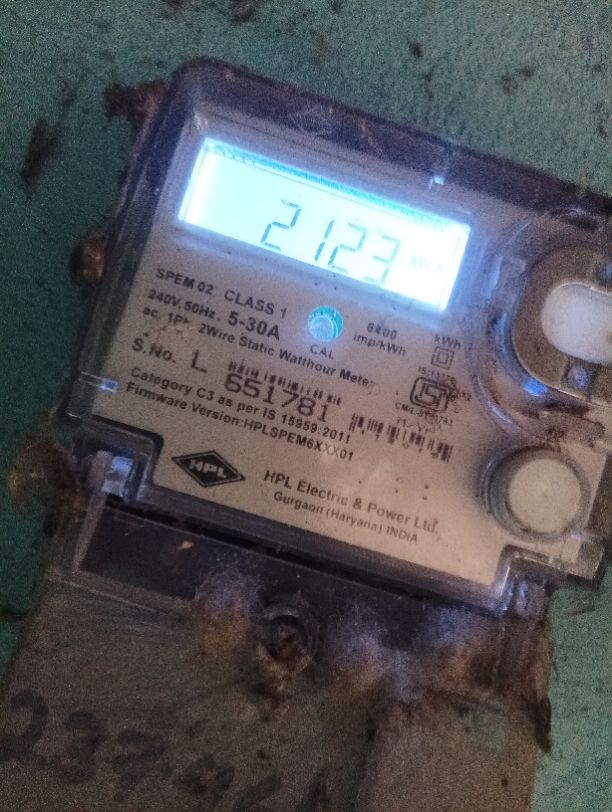 2123 kWh
SPEM 02 CLASS 1
240V, 50Hz, 5-30A
ac, 1Ph, 2Wire Static Watthour Meter
CAL
6400
imp/kWh
kWh
S.No. L 651781
Category C3 as per IS 15959:2011
Firmware Version:HPLSPEM6XXX01
HPL
HPL Electric & Power Ltd.
Gurgaon (Haryana) INDIA